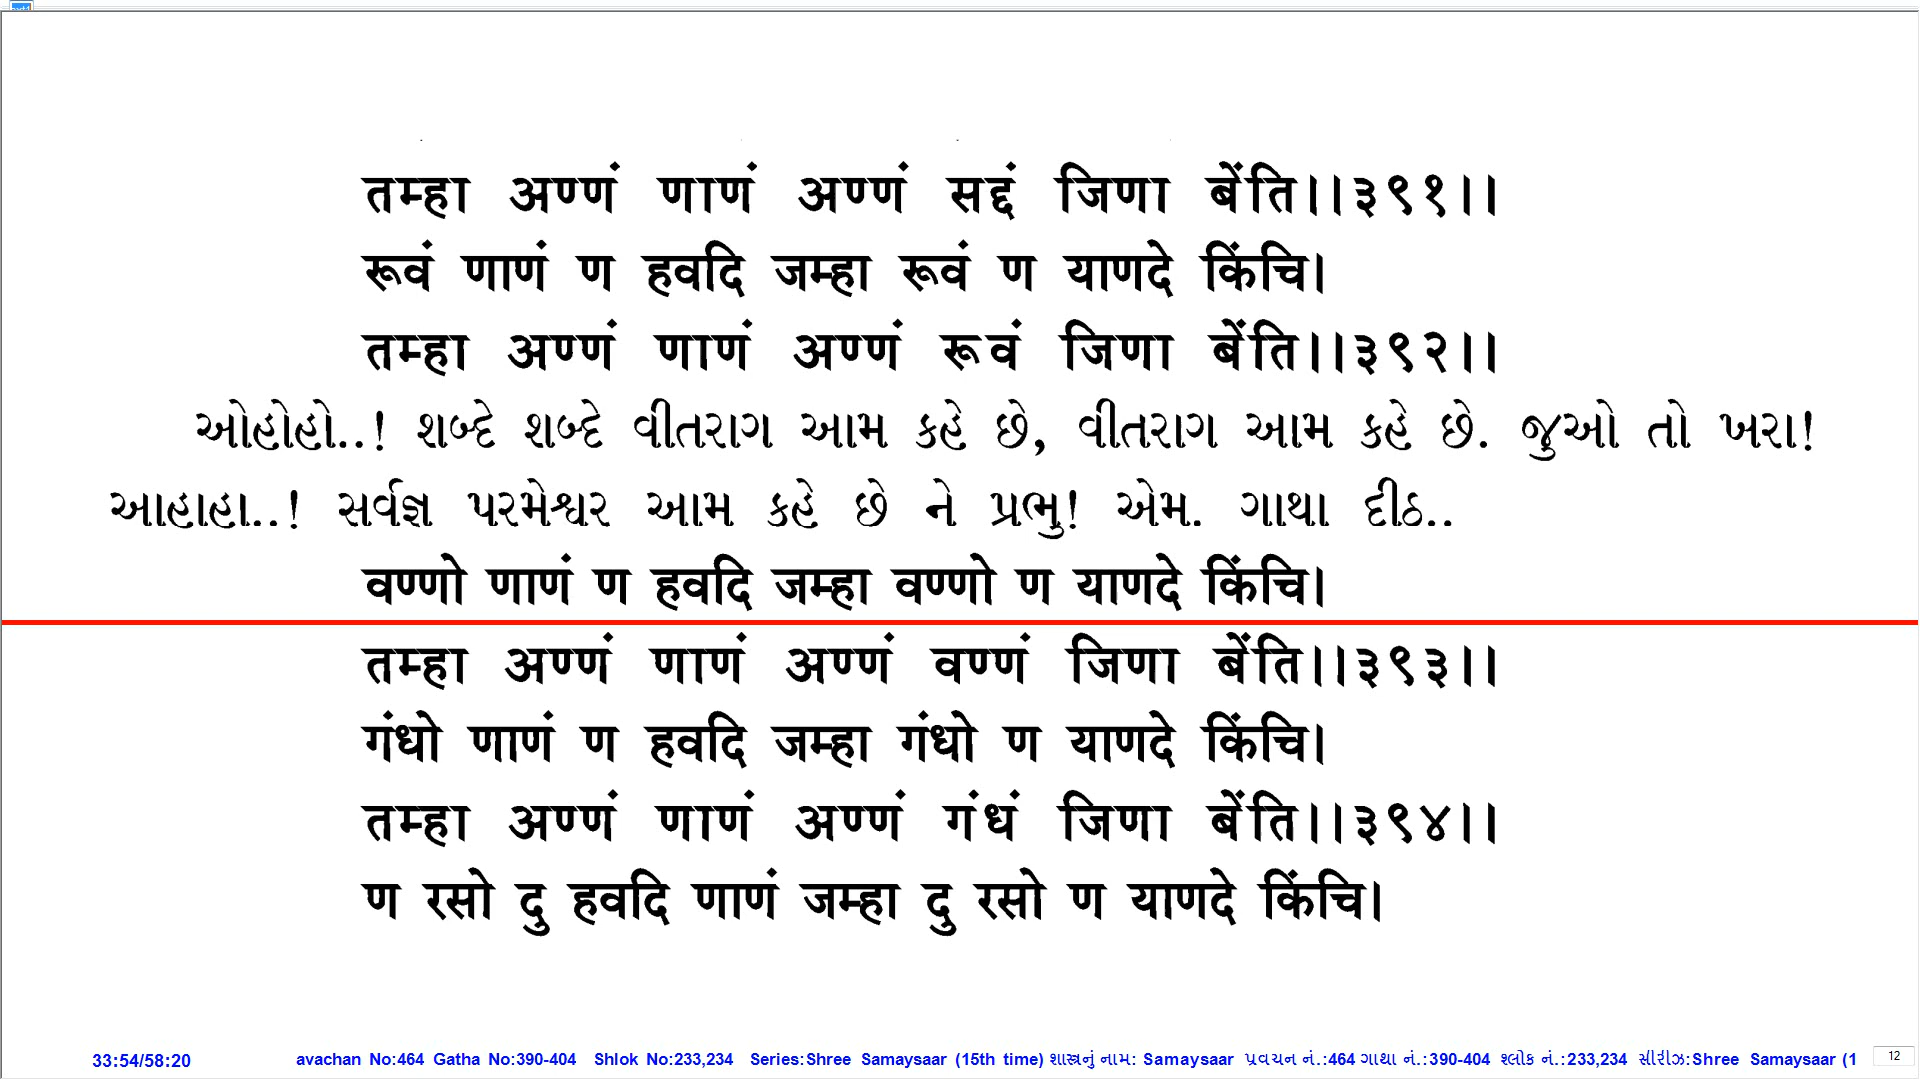 तम्हा अण्णं णाणं अण्णं सद्दं जिणा बेंति।।३९१।।
रूवं णाणं ण हवदि जम्हा रूवं ण याणदे किंचि।
तम्हा अण्णं णाणं अण्णं रूवं जिणा बेंति।।३९२।।
ઓહોહો..! શબ્દે શબ્દે વીતરાગ આમ કહે છે, વીતરાગ આમ કહે છે. જુઓ તો ખરા!
આહાહા..! સર્વજ્ઞ પરમેશ્વર આમ કહે છે ને પ્રભુ! એમ. ગાથા દીઠ..
वण्णो णाणं ण हवदि जम्हा वण्णो ण याणदे किंचि।
तम्हा अण्णं णाणं अण्णं वण्णं जिणा बेंति।।३९३।।
गंधो णाणं ण हवदि जम्हा गंधो ण याणदे किंचि।
तम्हा अण्णं णाणं अण्णं गंधं जिणा बेंति।।३९४।।
ण रसो दु हवदि णाणं जम्हा दु रसो ण याणदे किंचि।
33:54/58:20 avachan No:464 Gatha No:390-404 Shlok No:233,234 Series:Shree Samaysaar (15th time) શાસ્ત્રનું નામ: Samaysaar પ્રવચન નં.:464 ગાથા નં.:390-404 શ્લોક નં.:233,234 સીરીઝ:Shree Samaysaar (1 12